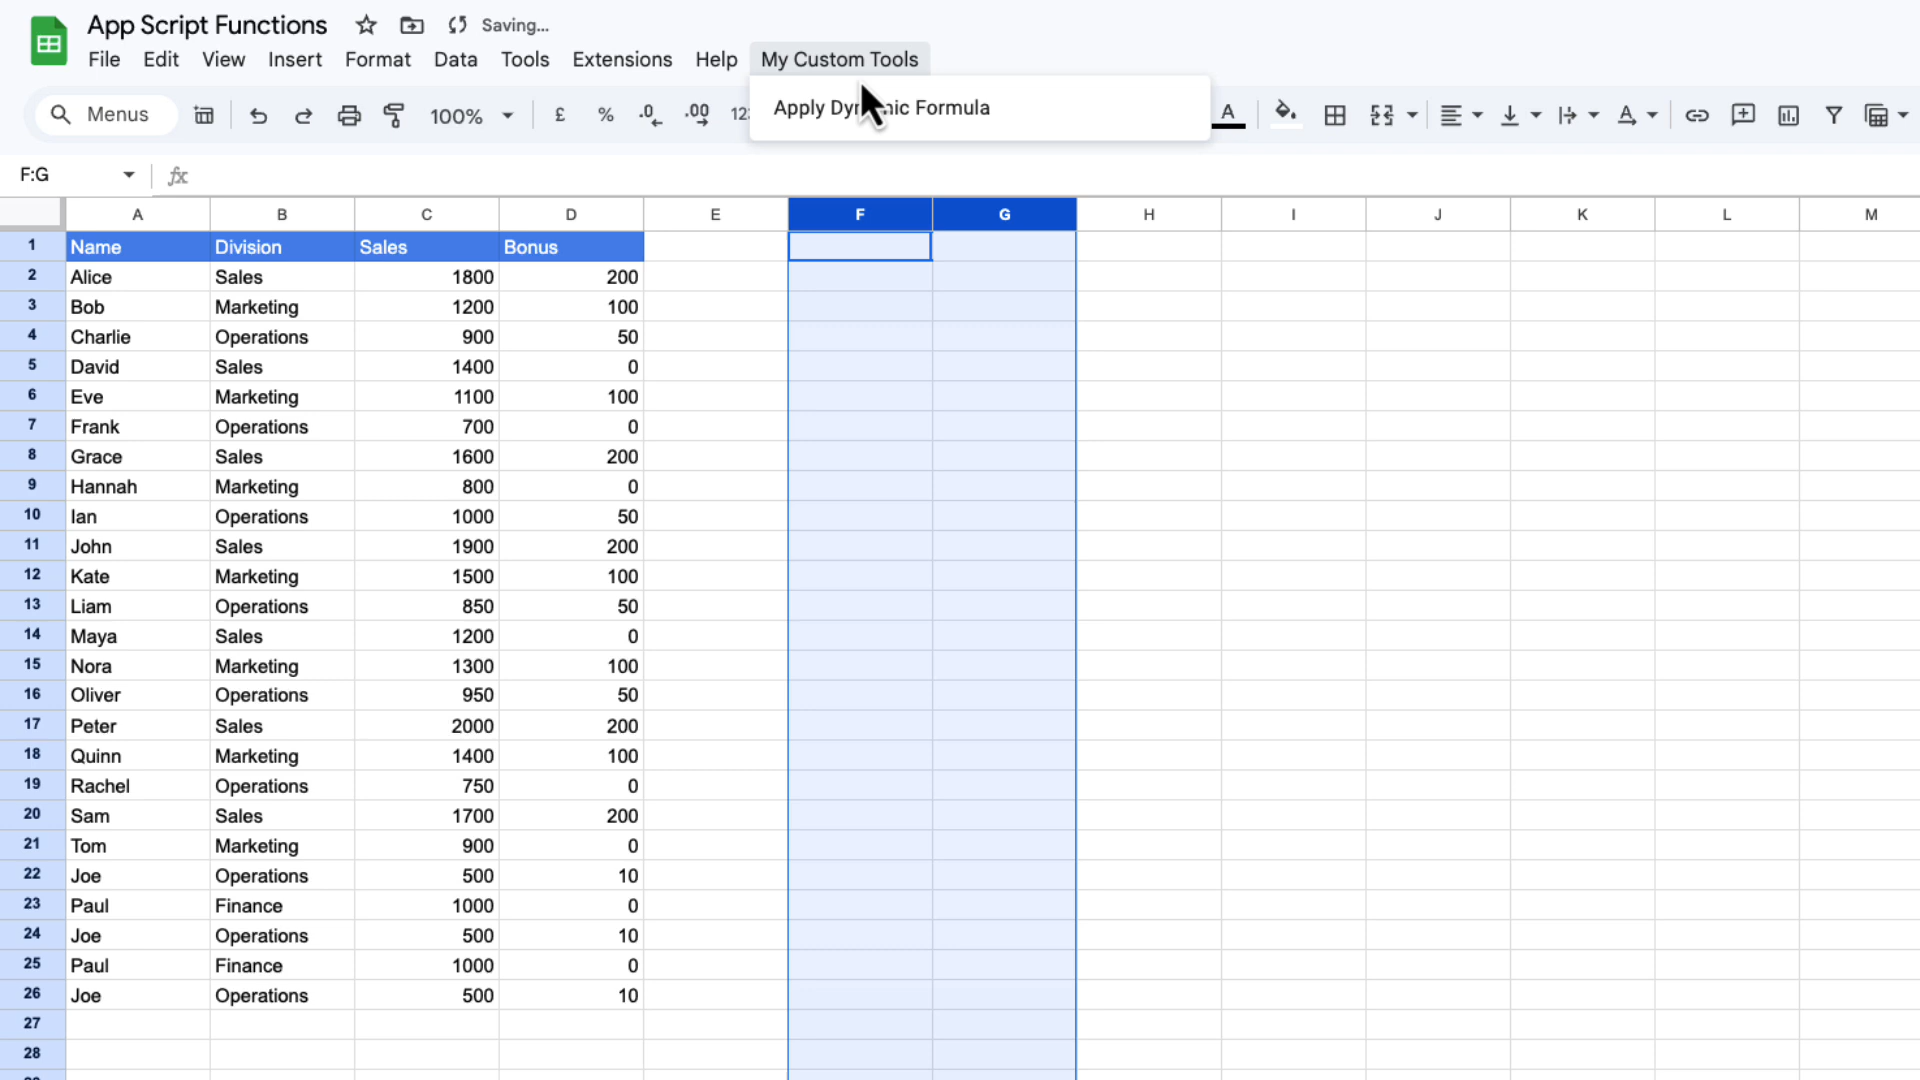 App Script Functions Saving...
File Edit View Insert Format Data Tools Extensions Help My Custom Tools
Apply Dynamic Formula
Menus 100% £ % .0 .00 A A
F:G fx
A B C D E F G H I J K L M
1 Name Division Sales Bonus
2 Alice Sales 1800 200
3 Bob Marketing 1200 100
4 Charlie Operations 900 50
5 David Sales 1400 0
6 Eve Marketing 1100 100
7 Frank Operations 700 0
8 Grace Sales 1600 200
9 Hannah Marketing 800 0
10 Ian Operations 1000 50
11 John Sales 1900 200
12 Kate Marketing 1500 100
13 Liam Operations 850 50
14 Maya Sales 1200 0
15 Nora Marketing 1300 100
16 Oliver Operations 950 50
17 Peter Sales 2000 200
18 Quinn Marketing 1400 100
19 Rachel Operations 750 0
20 Sam Sales 1700 200
21 Tom Marketing 900 0
22 Joe Operations 500 10
23 Paul Finance 1000 0
24 Joe Operations 500 10
25 Paul Finance 1000 0
26 Joe Operations 500 10
27
28